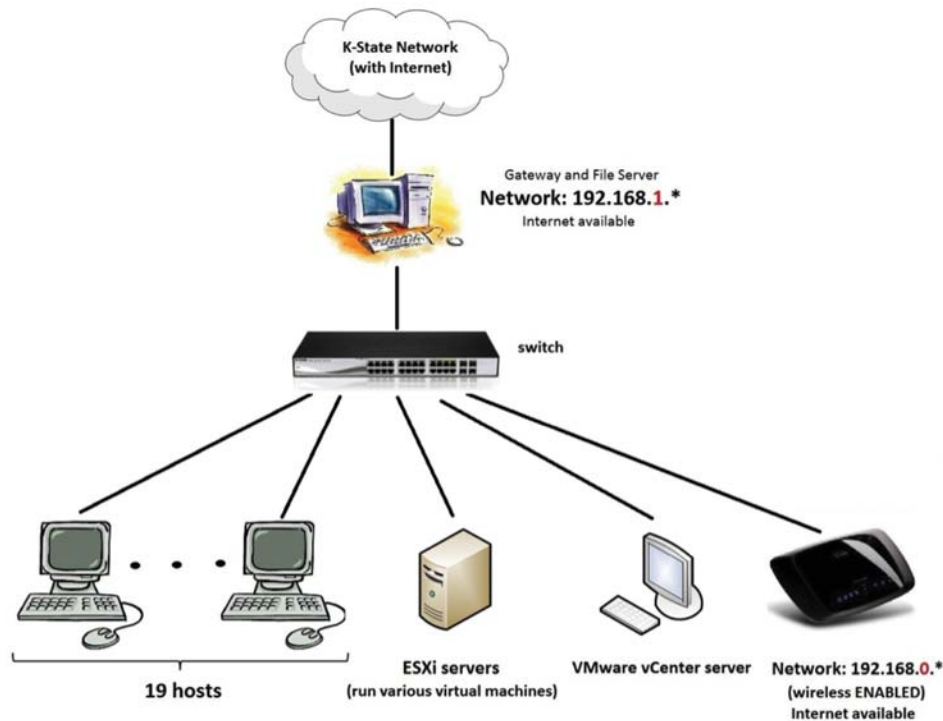 K-State Network
(with Internet)
Gateway and File Server
Network: 192.168.1.*
Internet available
switch
19 hosts
ESXi servers
(run various virtual machines)
VMware vCenter server
Network: 192.168.0.*
(wireless ENABLED)
Internet available